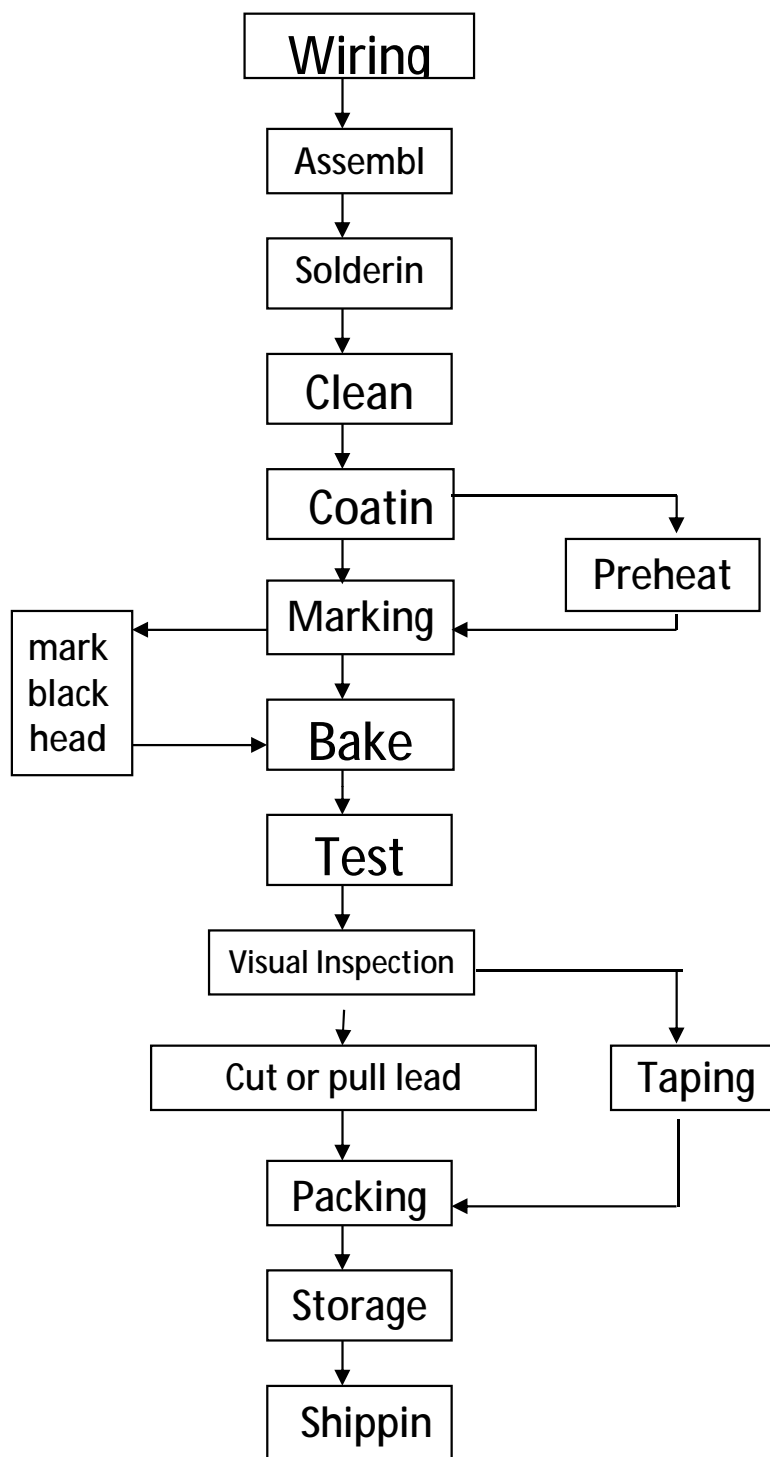 Wiring
Assembl
Solderin
Clean
Coatin
Preheat
Marking
mark
black
head
Bake
Test
Visual Inspection
Cut or pull lead
Taping
Packing
Storage
Shippin